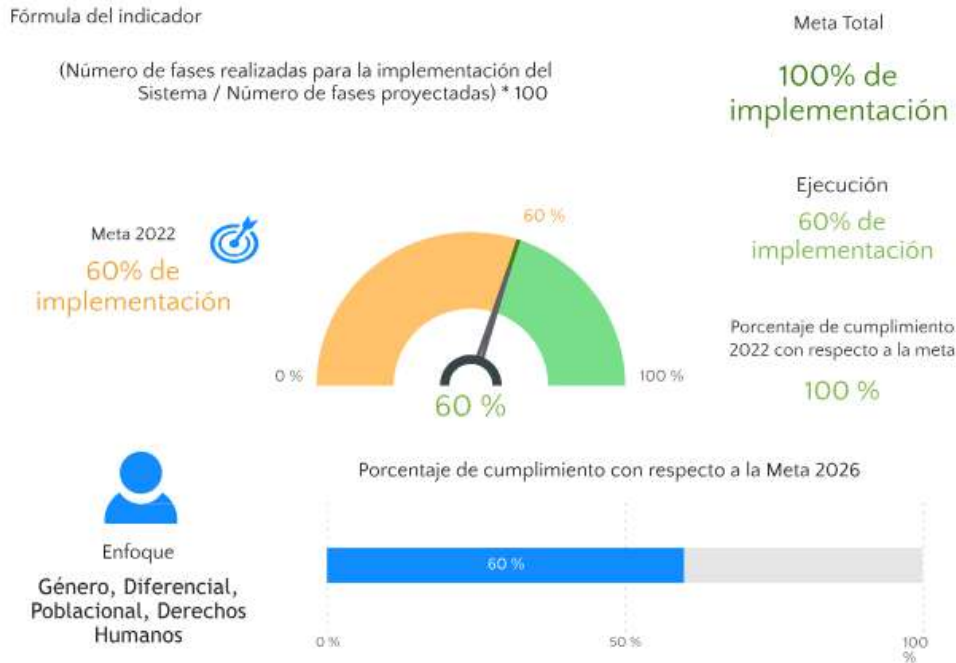 Fórmula del indicador
(Número de fases realizadas para la implementación del
Sistema / Número de fases proyectadas) * 100
Meta Total
100% de
implementación
Ejecución
60% de
implementación
Meta 2022
60% de
implementación
60 %
0 %
100 %
60 %
Porcentaje de cumplimiento
2022 con respecto a la meta
100 %
Enfoque
Género, Diferencial,
Poblacional, Derechos
Humanos
Porcentaje de cumplimiento con respecto a la Meta 2026
60 %
0 %
50 %
100
%